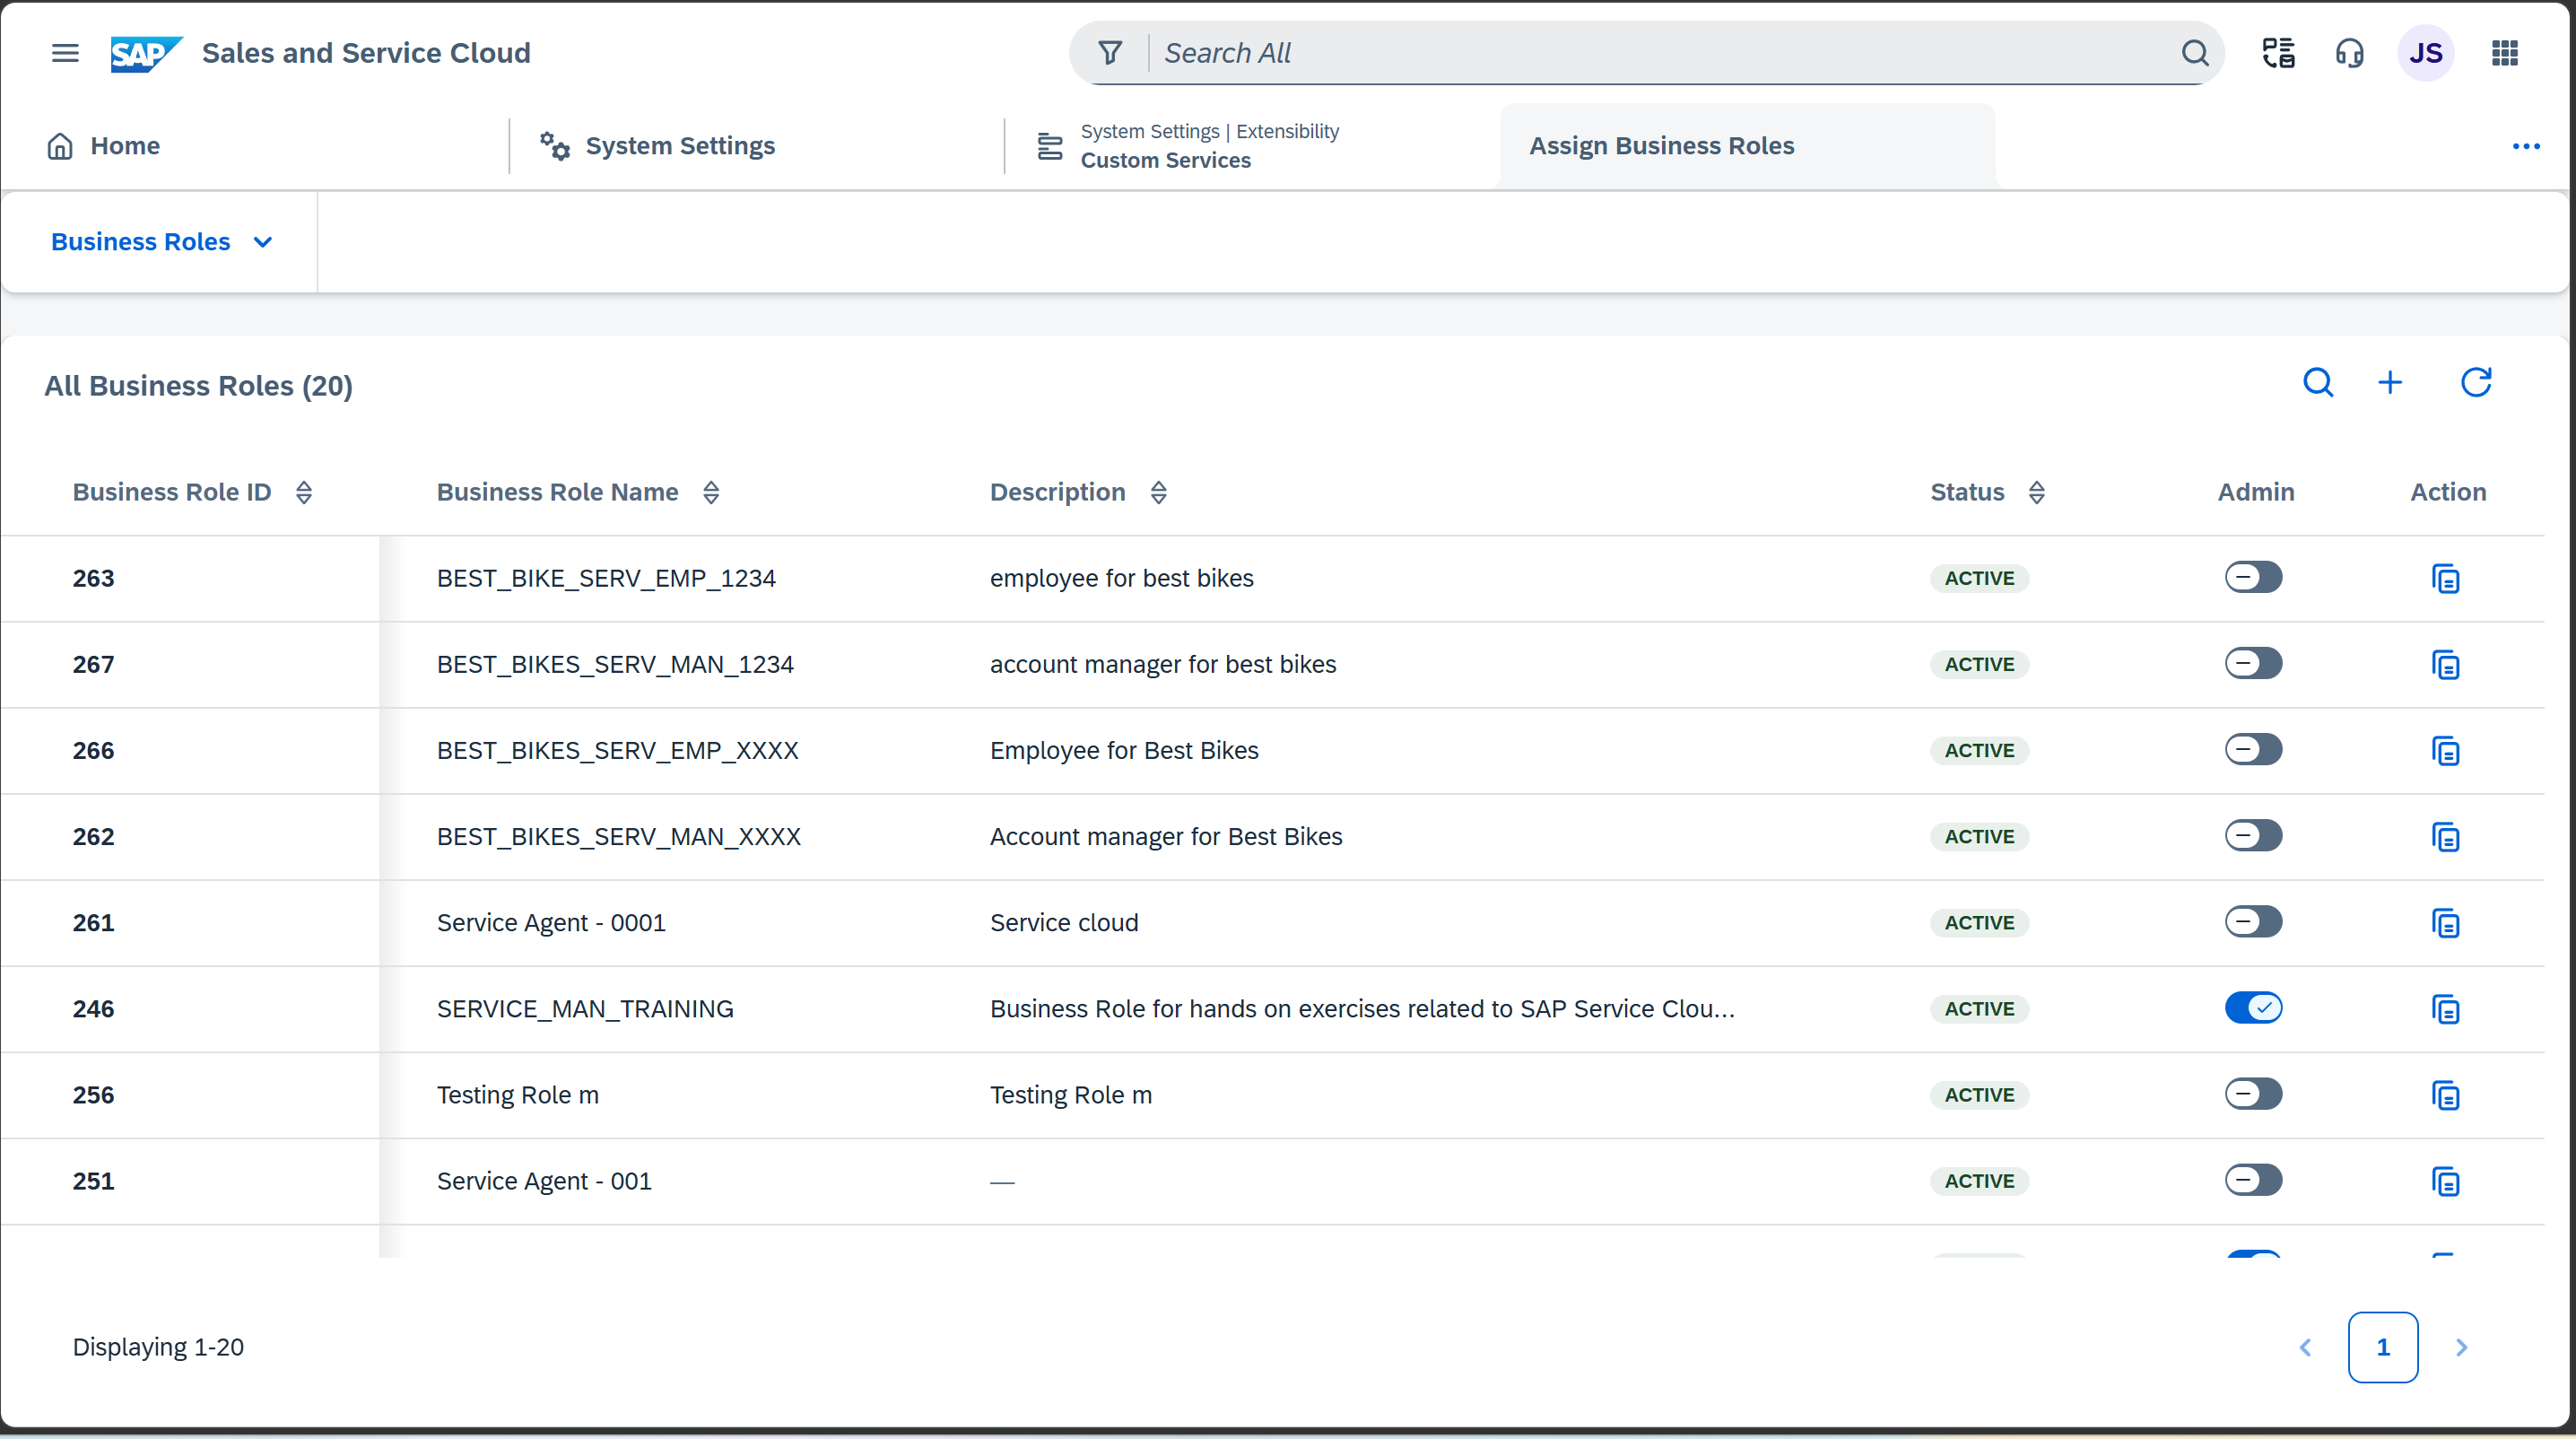 SAP Sales and Service Cloud
Search All
JS
Home
System Settings
System Settings | Extensibility
Custom Services
Assign Business Roles
Business Roles
All Business Roles (20)
Business Role ID Business Role Name Description Status Admin Action
263 BEST_BIKE_SERV_EMP_1234 employee for best bikes ACTIVE
267 BEST_BIKES_SERV_MAN_1234 account manager for best bikes ACTIVE
266 BEST_BIKES_SERV_EMP_XXXX Employee for Best Bikes ACTIVE
262 BEST_BIKES_SERV_MAN_XXXX Account manager for Best Bikes ACTIVE
261 Service Agent - 0001 Service cloud ACTIVE
246 SERVICE_MAN_TRAINING Business Role for hands on exercises related to SAP Service Clou... ACTIVE
256 Testing Role m Testing Role m ACTIVE
251 Service Agent - 001 — ACTIVE
Displaying 1-20
1